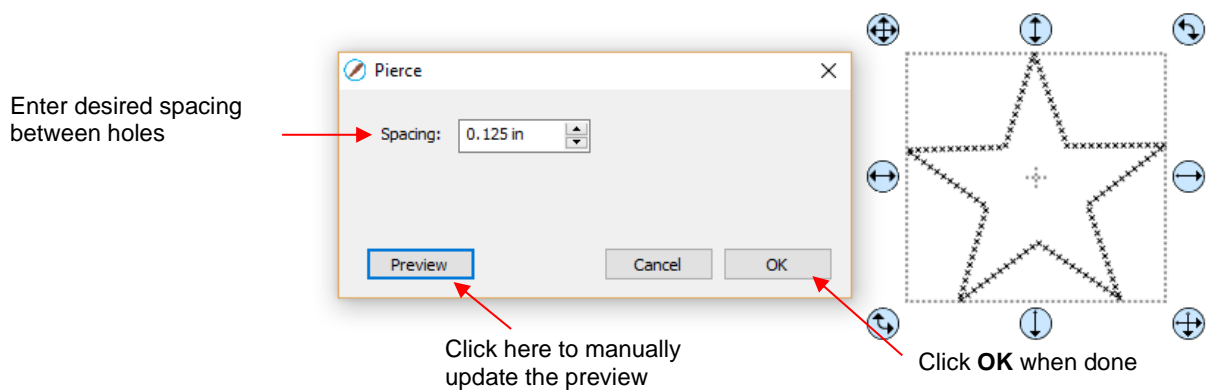 Pierce
Enter desired spacing
between holes
Spacing:
0.125 in
Preview
Cancel
OK
Click here to manually
update the preview
Click OK when done